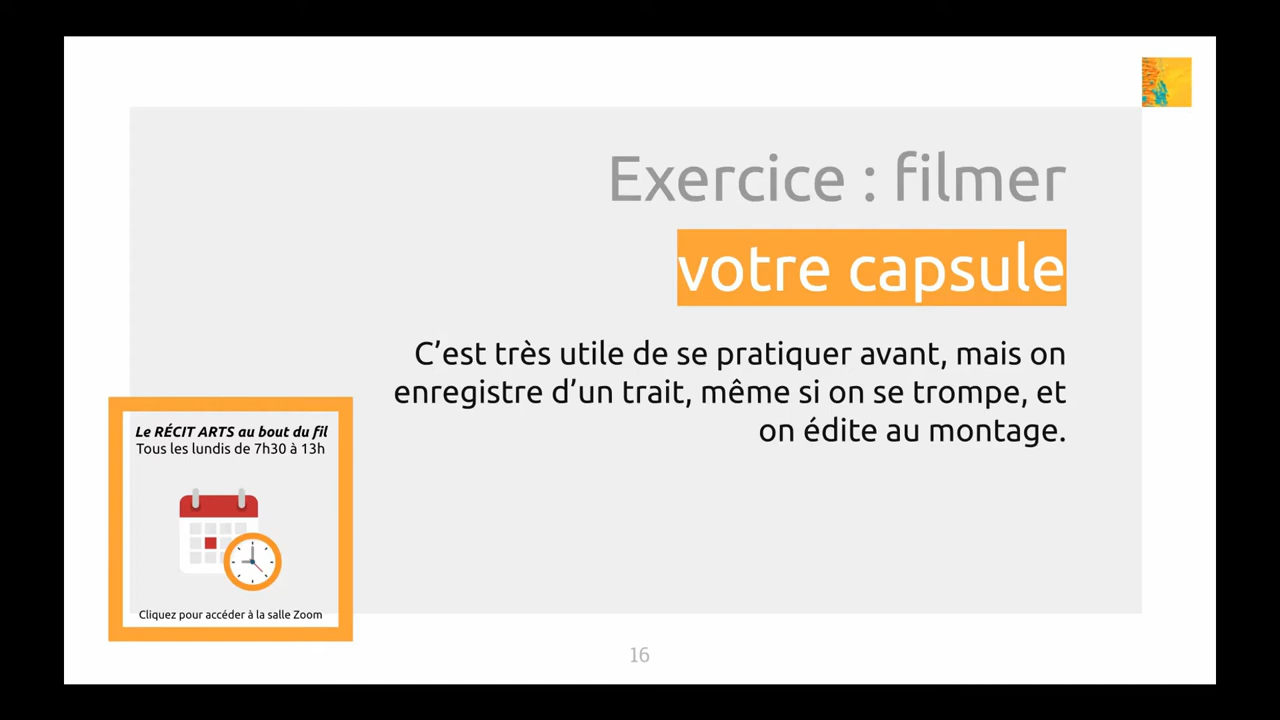 Exercice : filmer
votre capsule
C’est très utile de se pratiquer avant, mais on
enregistre d’un trait, même si on se trompe, et
on édite au montage.
Le RÉCIT ARTS au bout du fil
Tous les lundis de 7h30 à 13h
Cliquez pour accéder à la salle Zoom
16